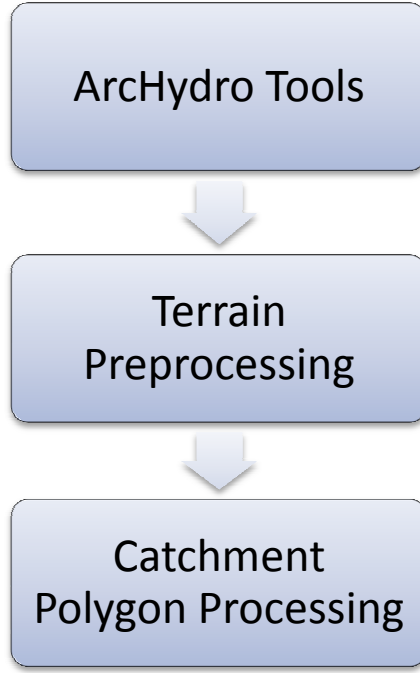 ArcHydro Tools
Terrain
Preprocessing
Catchment
Polygon Processing